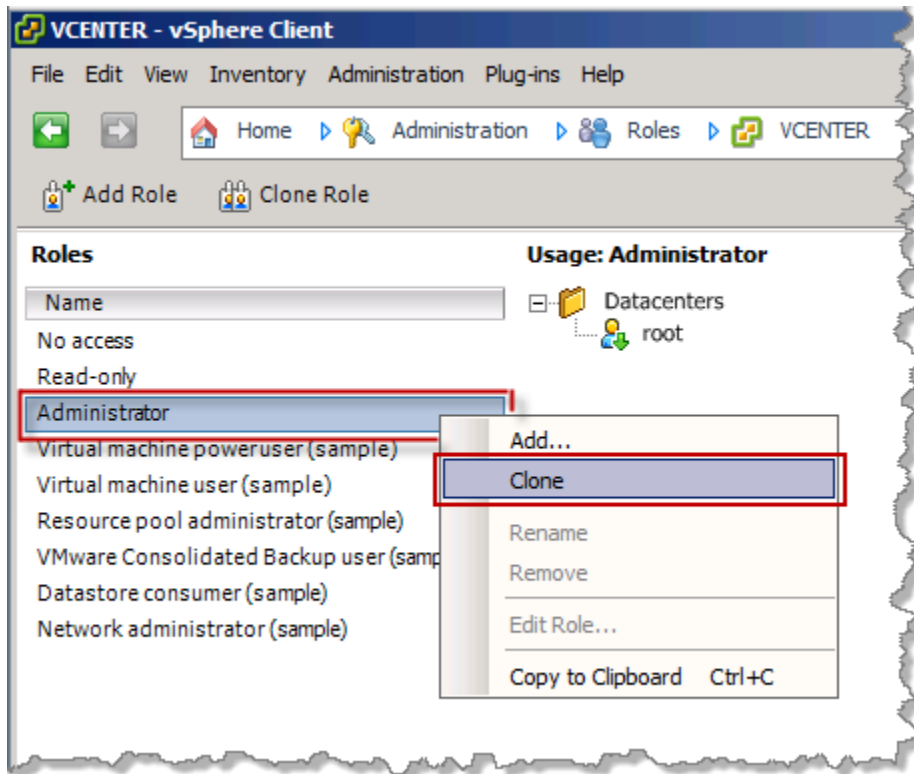 VCENTER - vSphere Client
File Edit View Inventory Administration Plug-ins Help
Home Administration Roles VCENTER
Add Role Clone Role
Roles
Usage: Administrator
Name
Datacenters
root
No access
Read-only
Administrator
Virtual machine power user (sample)
Virtual machine user (sample)
Resource pool administrator (sample)
VMware Consolidated Backup user (samp
Datastore consumer (sample)
Network administrator (sample)
Add...
Clone
Rename
Remove
Edit Role...
Copy to Clipboard Ctrl+C